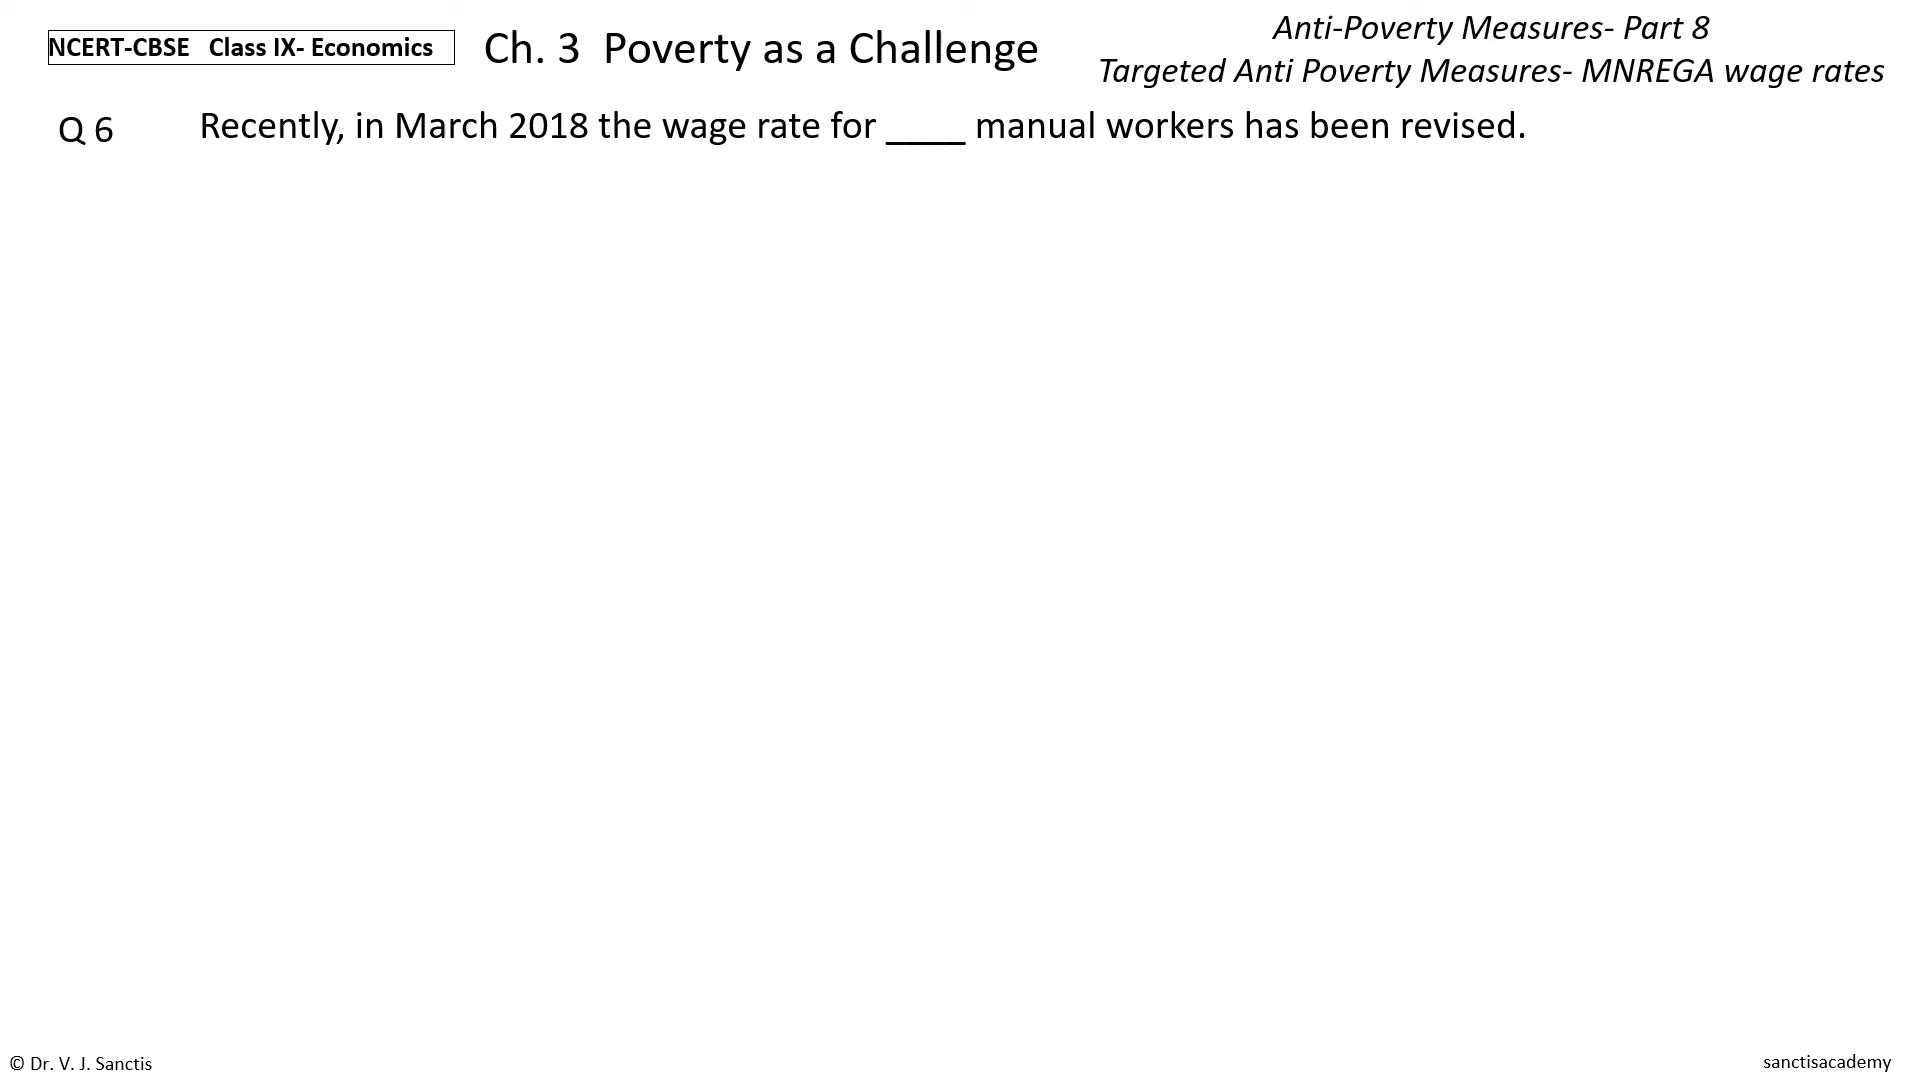 NCERT-CBSE Class IX- Economics
Ch. 3 Poverty as a Challenge
Anti-Poverty Measures- Part 8
Targeted Anti Poverty Measures- MNREGA wage rates
Q 6 Recently, in March 2018 the wage rate for ____ manual workers has been revised.
© Dr. V. J. Sanctis
sanctisacademy